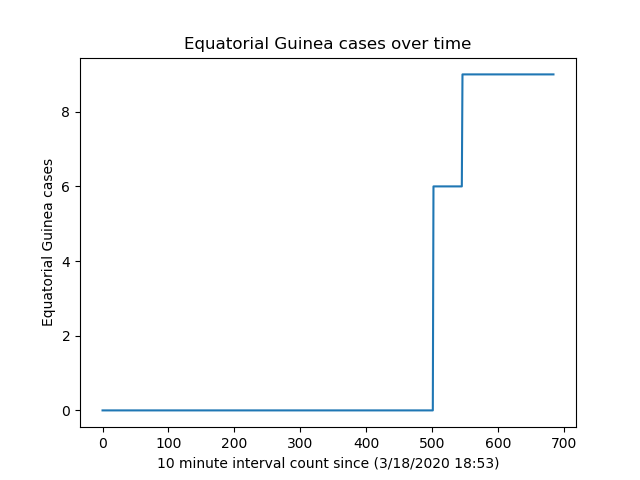 Equatorial Guinea cases over time
Equatorial Guinea cases
8
6
4
2
0
0 100 200 300 400 500 600 700
10 minute interval count since (3/18/2020 18:53)